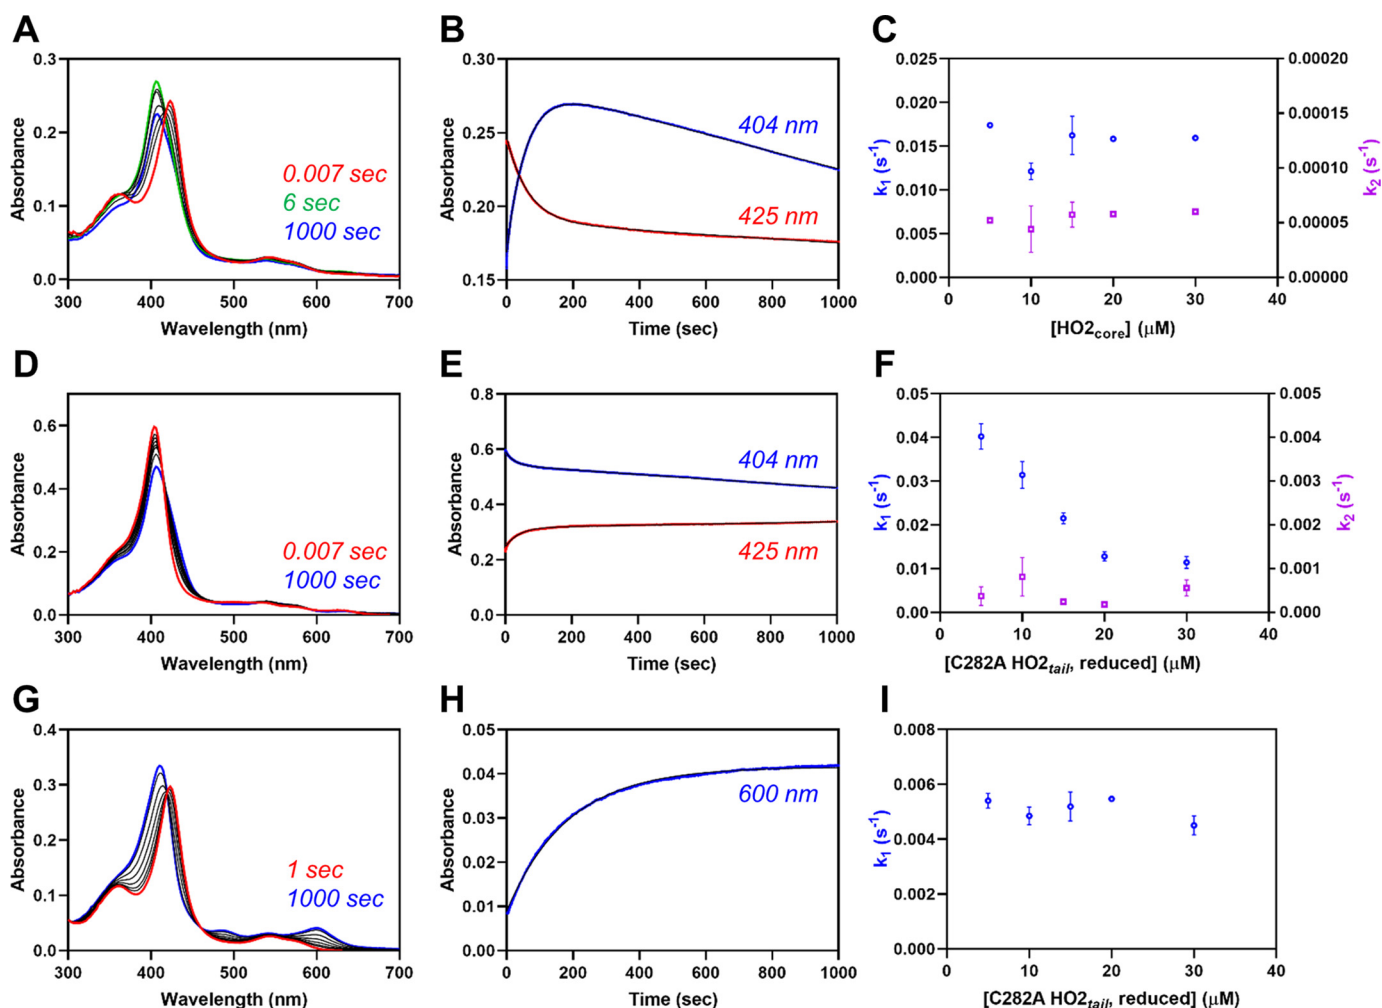 A
B
C
0.3
0.2
0.1
0.0
Absorbance
0.007 sec
6 sec
1000 sec
300 400 500 600 700
Wavelength (nm)
0.30
0.25
0.20
0.15
Absorbance
404 nm
425 nm
0 200 400 600 800 1000
Time (sec)
0.025
0.020
0.015
0.010
0.005
0.000
k1 (s-1)
0.00020
0.00015
0.00010
0.00005
0.00000
k2 (s-1)
0 10 20 30 40
[HO2core] (μM)
D
E
F
0.6
0.4
0.2
0.0
Absorbance
0.007 sec
1000 sec
300 400 500 600 700
Wavelength (nm)
0.8
0.6
0.4
0.2
0.0
Absorbance
404 nm
425 nm
0 200 400 600 800 1000
Time (sec)
0.05
0.04
0.03
0.02
0.01
0.00
k1 (s-1)
0.005
0.004
0.003
0.002
0.001
0.000
k2 (s-1)
0 10 20 30 40
[C282A HO2tail, reduced] (μM)
G
H
I
0.4
0.3
0.2
0.1
0.0
Absorbance
1 sec
1000 sec
300 400 500 600 700
Wavelength (nm)
0.05
0.04
0.03
0.02
0.01
0.00
Absorbance
600 nm
0 200 400 600 800 1000
Time (sec)
0.008
0.006
0.004
0.002
0.000
k1 (s-1)
0 10 20 30 40
[C282A HO2tail, reduced] (μM)